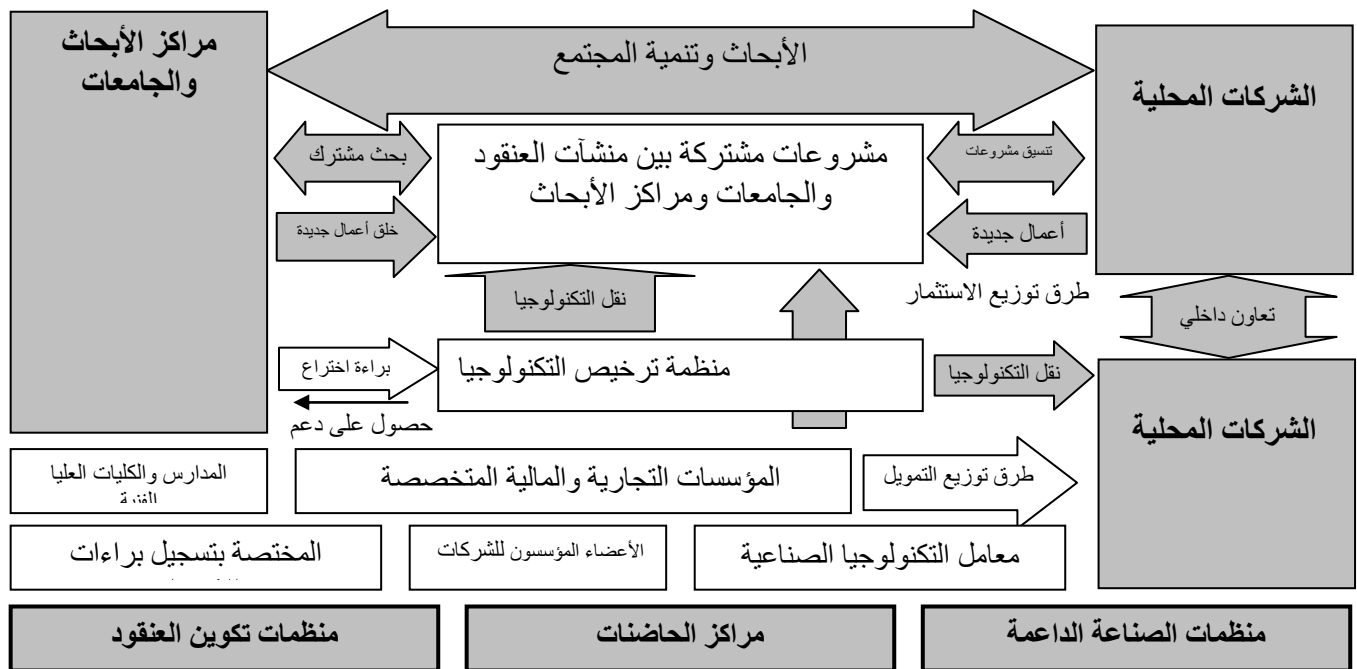 الأبحاث وتنمية المجتمع
مراكز الأبحاث
والجامعات
الشركات المحلية
بحث مشترك
مشروعات مشتركة بين منشآت العنقود
والجامعات ومراكز الأبحاث
تنسيق مشروعات
خلق أعمال جديدة
أعمال جديدة
نقل التكنولوجيا
طرق توزيع الاستثمار
تعاون داخلي
براءة اختراع
منظمة ترخيص التكنولوجيا
نقل التكنولوجيا
حصول على دعم
الشركات المحلية
المدارس والكليات العليا
المؤسسات التجارية والمالية المتخصصة
طرق توزيع التمويل
المختصة بتسجيل براءات
الأعضاء المؤسسون للشركات
معامل التكنولوجيا الصناعية
منظمات الصناعة الداعمة
مراكز الحاضنات
منظمات تكوين العنقود